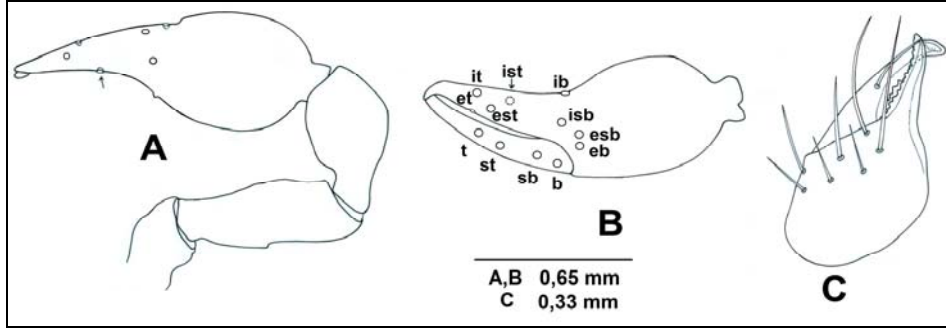 A
it ist ib
et est isb
esb
eb
t st sb b
B
A,B 0,65 mm
C 0,33 mm
C